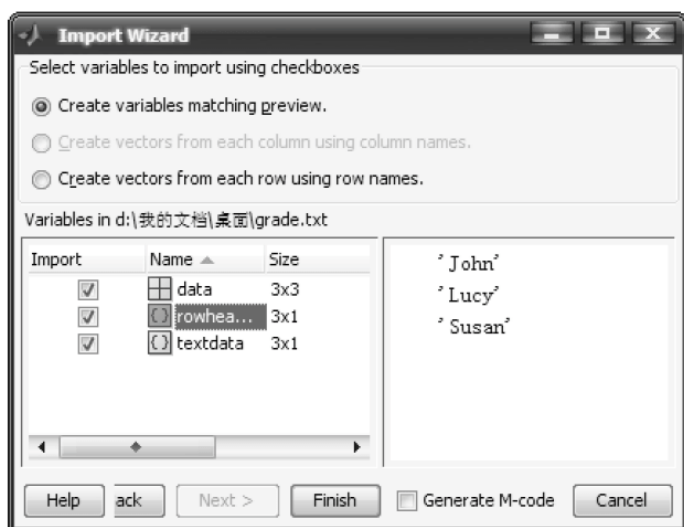 Import Wizard
Select variables to import using checkboxes
Create variables matching preview.
Create vectors from each column using column names.
Create vectors from each row using row names.
Variables in d:\我的文档\桌面\grade.txt
Import Name Size
data 3x3
rowhea... 3x1
textdata 3x1
'John'
'Lucy'
'Susan'
Help ack Next > Finish Generate M-code Cancel